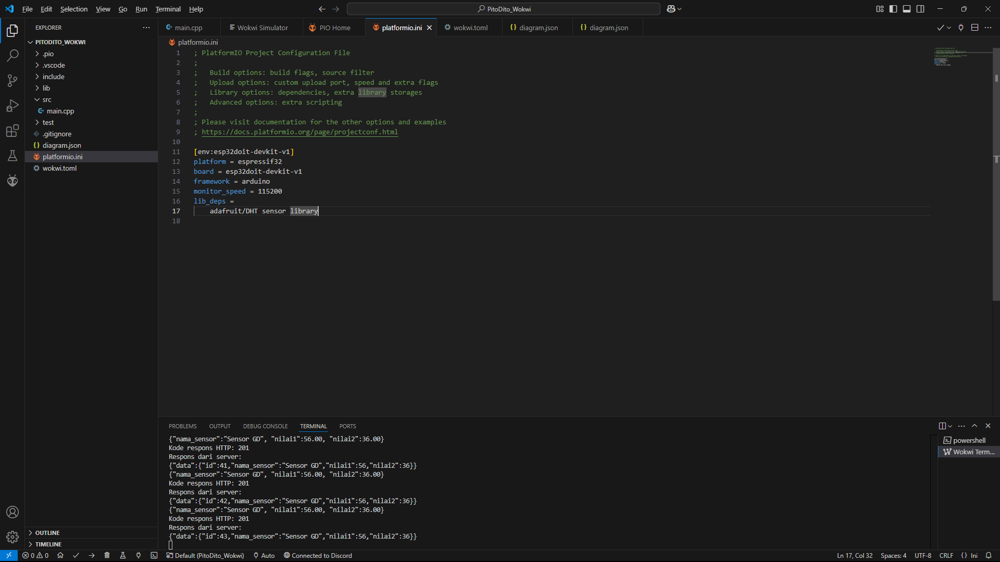 File Edit Selection View Go Run Terminal Help
PitoDito_Wokwi
EXPLORER
main.cpp
Wokwi Simulator
PIO Home
platformio.ini
wokwi.toml
diagram.json
diagram.json
PITODITO_WOKWI
.pio
.vscode
include
lib
src
main.cpp
test
.gitignore
diagram.json
platformio.ini
wokwi.toml
OUTLINE
TIMELINE
platformio.ini
1 ; PlatformIO Project Configuration File
2 ;
3 ;   Build options: build flags, source filter
4 ;   Upload options: custom upload port, speed and extra flags
5 ;   Library options: dependencies, extra library storages
6 ;   Advanced options: extra scripting
7 ;
8 ; Please visit documentation for the other options and examples
9 ; https://docs.platformio.org/page/projectconf.html
10
11 [env:esp32doit-devkit-v1]
12 platform = espressif32
13 board = esp32doit-devkit-v1
14 framework = arduino
15 monitor_speed = 115200
16 lib_deps =
17     adafruit/DHT sensor library
18
PROBLEMS OUTPUT DEBUG CONSOLE TERMINAL PORTS
{"nama_sensor":"Sensor GD", "nilai1":56.00, "nilai2":36.00}
Kode respons HTTP: 201
Respons dari server:
{"data":{"id":41,"nama_sensor":"Sensor GD","nilai1":56,"nilai2":36}}
{"nama_sensor":"Sensor GD", "nilai1":56.00, "nilai2":36.00}
Kode respons HTTP: 201
Respons dari server:
{"data":{"id":42,"nama_sensor":"Sensor GD","nilai1":56,"nilai2":36}}
{"nama_sensor":"Sensor GD", "nilai1":56.00, "nilai2":36.00}
Kode respons HTTP: 201
Respons dari server:
{"data":{"id":43,"nama_sensor":"Sensor GD","nilai1":56,"nilai2":36}}
powershell
Wokwi Term...
0 0 Default (PitoDito_Wokwi) Auto Connected to Discord Ln 17, Col 32 Spaces: 4 UTF-8 CRLF {} Ini